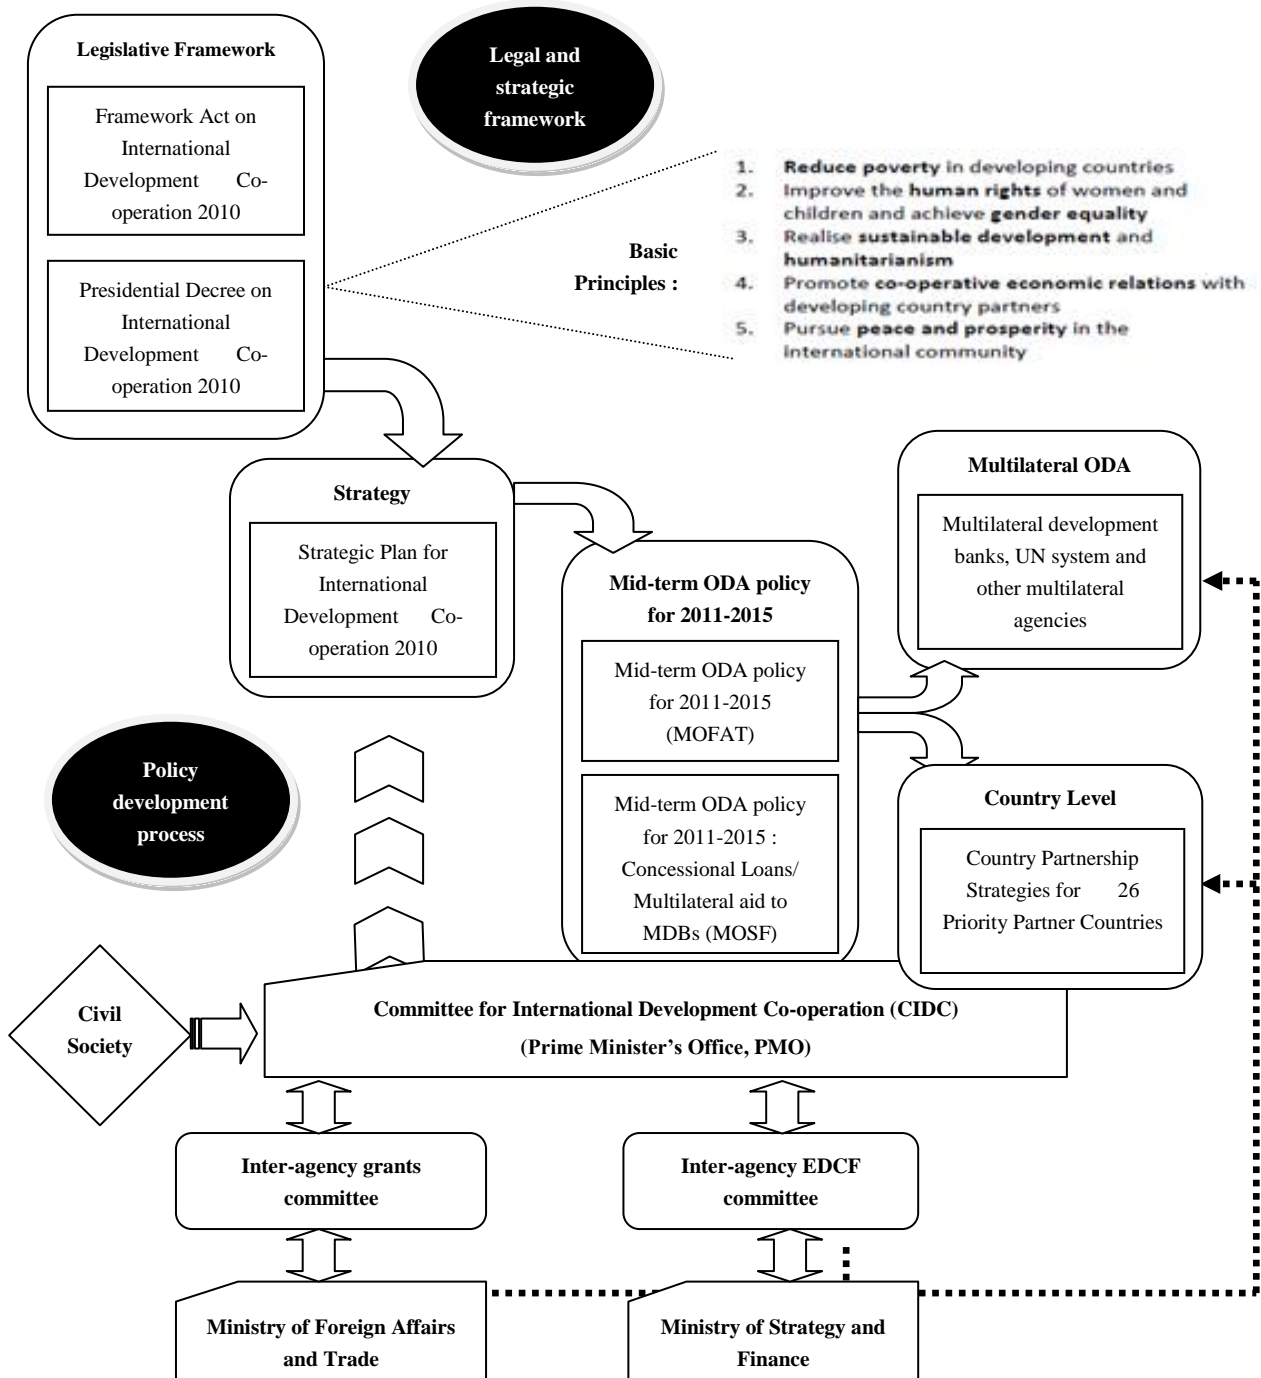 Legislative Framework
Framework Act on
International
Development Co-
operation 2010
Presidential Decree on
International
Development Co-
operation 2010
Legal and
strategic
framework
Basic
Principles :
1. Reduce poverty in developing countries
2. Improve the human rights of women and
children and achieve gender equality
3. Realise sustainable development and
humanitarianism
4. Promote co-operative economic relations with
developing country partners
5. Pursue peace and prosperity in the
international community
Strategy
Strategic Plan for
International
Development Co-
operation 2010
Mid-term ODA policy
for 2011-2015
Mid-term ODA policy
for 2011-2015
(MOFAT)
Mid-term ODA policy
for 2011-2015 :
Concessional Loans/
Multilateral aid to
MDBs (MOSF)
Multilateral ODA
Multilateral development
banks, UN system and
other multilateral
agencies
Country Level
Country Partnership
Strategies for 26
Priority Partner Countries
Policy
development
process
Civil
Society
Committee for International Development Co-operation (CIDC)
(Prime Minister’s Office, PMO)
Inter-agency grants
committee
Inter-agency EDCF
committee
Ministry of Foreign Affairs
and Trade
Ministry of Strategy and
Finance